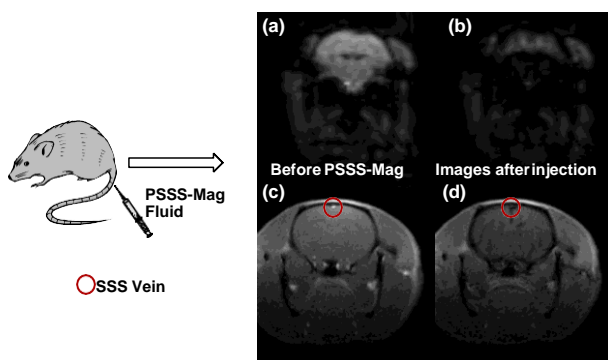 (a)
(b)
Before PSSS-Mag
Images after injection
PSSS-Mag
Fluid
(c)
(d)
SSS Vein